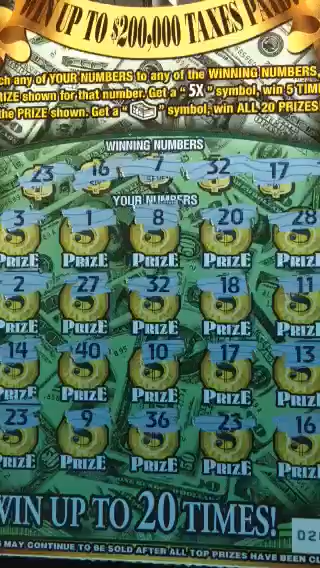 WIN UP TO $200,000 TAXES PAID
ch any of YOUR NUMBERS to any of the WINNING NUMBERS,
RIZE shown for that number. Get a "5X" symbol, win 5 TIM
the PRIZE shown. Get a " " symbol, win ALL 20 PRIZES
WINNING NUMBERS
23 16 7 32 17
YOUR NUMBERS
3 1 8 20 28
PRIZE PRIZE PRIZE PRIZE PRIZE
2 27 32 18 11
PRIZE PRIZE PRIZE PRIZE PRIZE
14 40 10 17 13
PRIZE PRIZE PRIZE PRIZE PRIZE
23 9 36 23 16
PRIZE PRIZE PRIZE PRIZE PRIZE
WIN UP TO 20 TIMES!
020
S MAY CONTINUE TO BE SOLD AFTER ALL TOP PRIZES HAVE BEEN CL